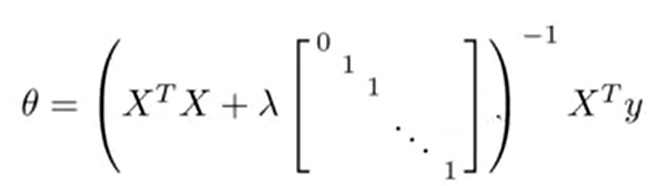 θ = (XᵀX + λ [0 1 1 ⋱ 1])⁻¹ Xᵀy